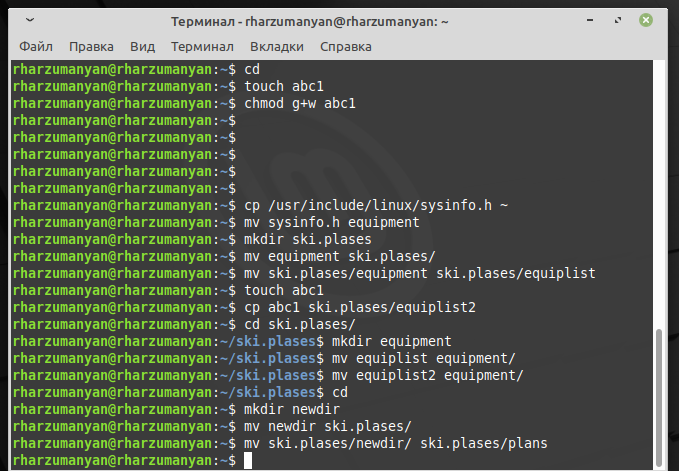 Терминал - rharzumanyan@rharzumanyan: ~
Файл Правка Вид Терминал Вкладки Справка
rharzumanyan@rharzumanyan:~$ cd
rharzumanyan@rharzumanyan:~$ touch abc1
rharzumanyan@rharzumanyan:~$ chmod g+w abc1
rharzumanyan@rharzumanyan:~$
rharzumanyan@rharzumanyan:~$
rharzumanyan@rharzumanyan:~$
rharzumanyan@rharzumanyan:~$
rharzumanyan@rharzumanyan:~$
rharzumanyan@rharzumanyan:~$ cp /usr/include/linux/sysinfo.h ~
rharzumanyan@rharzumanyan:~$ mv sysinfo.h equipment
rharzumanyan@rharzumanyan:~$ mkdir ski.plases
rharzumanyan@rharzumanyan:~$ mv equipment ski.plases/
rharzumanyan@rharzumanyan:~$ mv ski.plases/equipment ski.plases/equiplist
rharzumanyan@rharzumanyan:~$ touch abc1
rharzumanyan@rharzumanyan:~$ cp abc1 ski.plases/equiplist2
rharzumanyan@rharzumanyan:~$ cd ski.plases/
rharzumanyan@rharzumanyan:~/ski.plases$ mkdir equipment
rharzumanyan@rharzumanyan:~/ski.plases$ mv equiplist equipment/
rharzumanyan@rharzumanyan:~/ski.plases$ mv equiplist2 equipment/
rharzumanyan@rharzumanyan:~/ski.plases$ cd
rharzumanyan@rharzumanyan:~$ mkdir newdir
rharzumanyan@rharzumanyan:~$ mv newdir ski.plases/
rharzumanyan@rharzumanyan:~$ mv ski.plases/newdir/ ski.plases/plans
rharzumanyan@rharzumanyan:~$